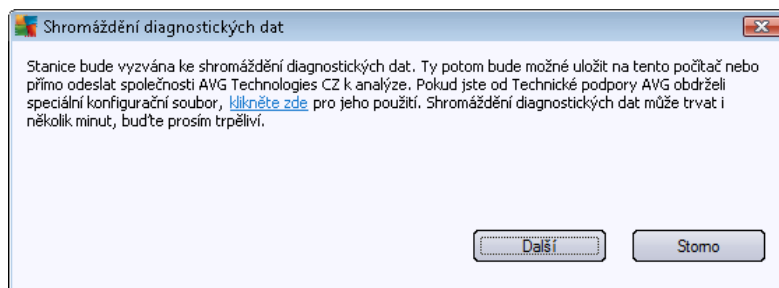 Shromáždění diagnostických dat
Stanice bude vyzvána ke shromáždění diagnostických dat. Ty potom bude možné uložit na tento počítač nebo
přímo odeslat společnosti AVG Technologies CZ k analýze. Pokud jste od Technické podpory AVG obdrželi
speciální konfigurační soubor, klikněte zde pro jeho použití. Shromáždění diagnostických dat může trvat i
několik minut, buďte prosím trpěliví.
Další
Storno